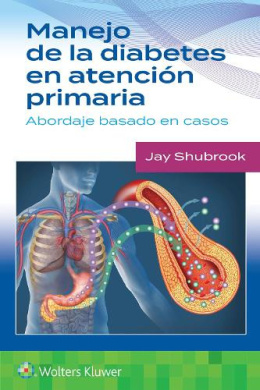 Manejo
de la diabetes
en atención
primaria
Abordaje basado en casos
Jay Shubrook
Wolters Kluwer